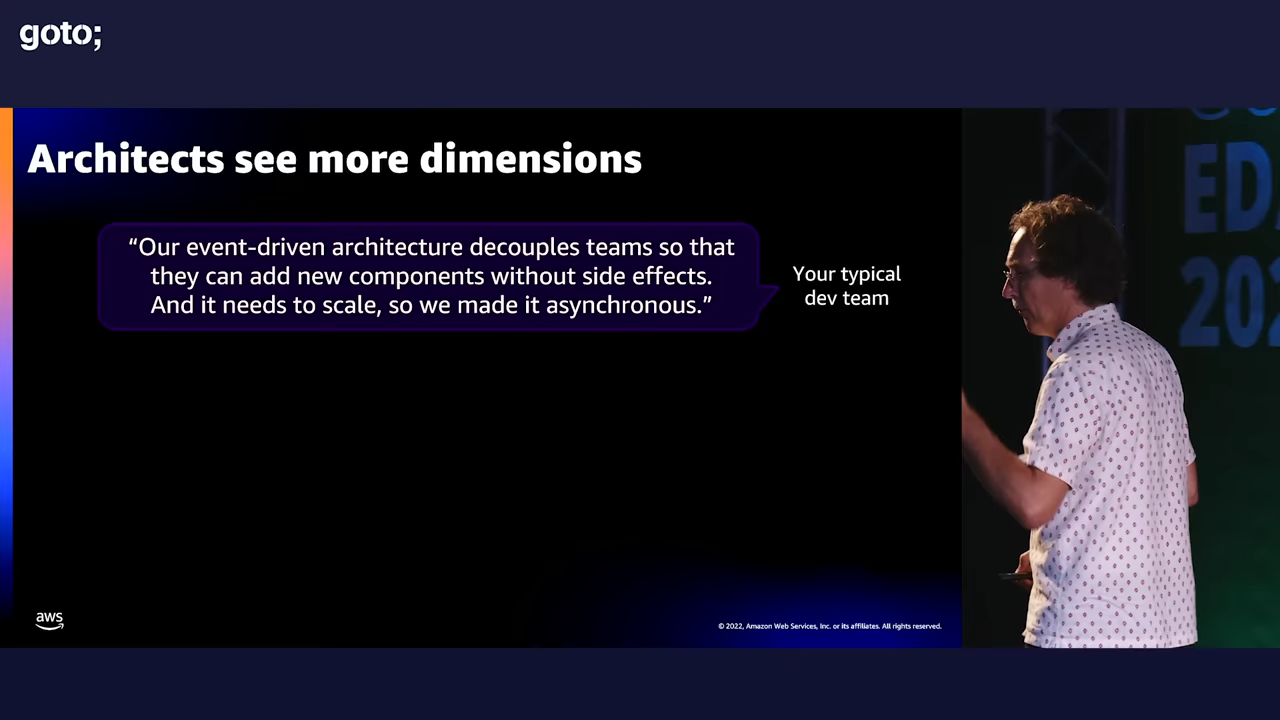 goto;
Architects see more dimensions
“Our event-driven architecture decouples teams so that
they can add new components without side effects.
And it needs to scale, so we made it asynchronous.”
Your typical
dev team
aws
© 2022, Amazon Web Services, Inc. or its affiliates. All rights reserved.
ED
202